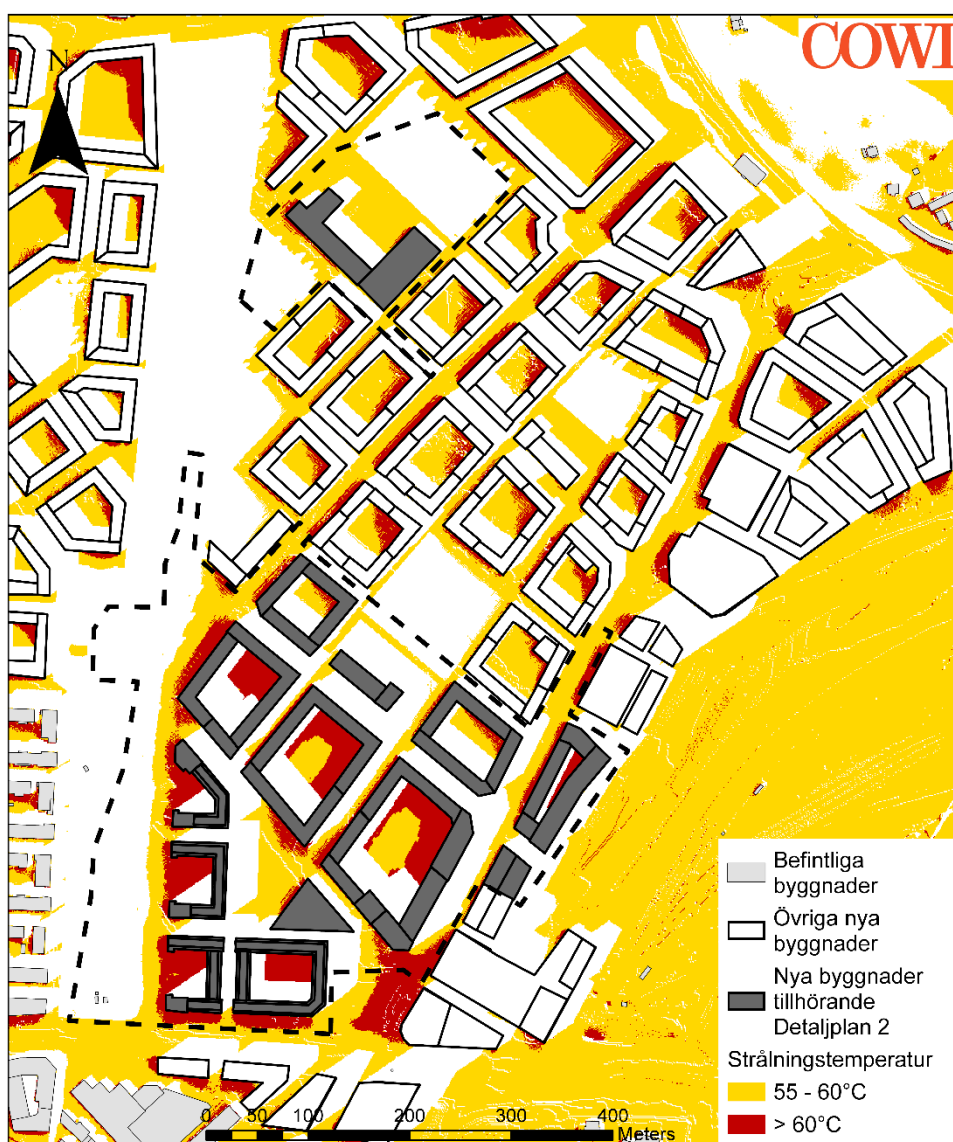 COWI
N
Befintliga
byggnader
Övriga nya
byggnader
Nya byggnader
tillhörande
Detaljplan 2
Strålningstemperatur
55 - 60°C
> 60°C
0 50 100 200 300 400
Meters